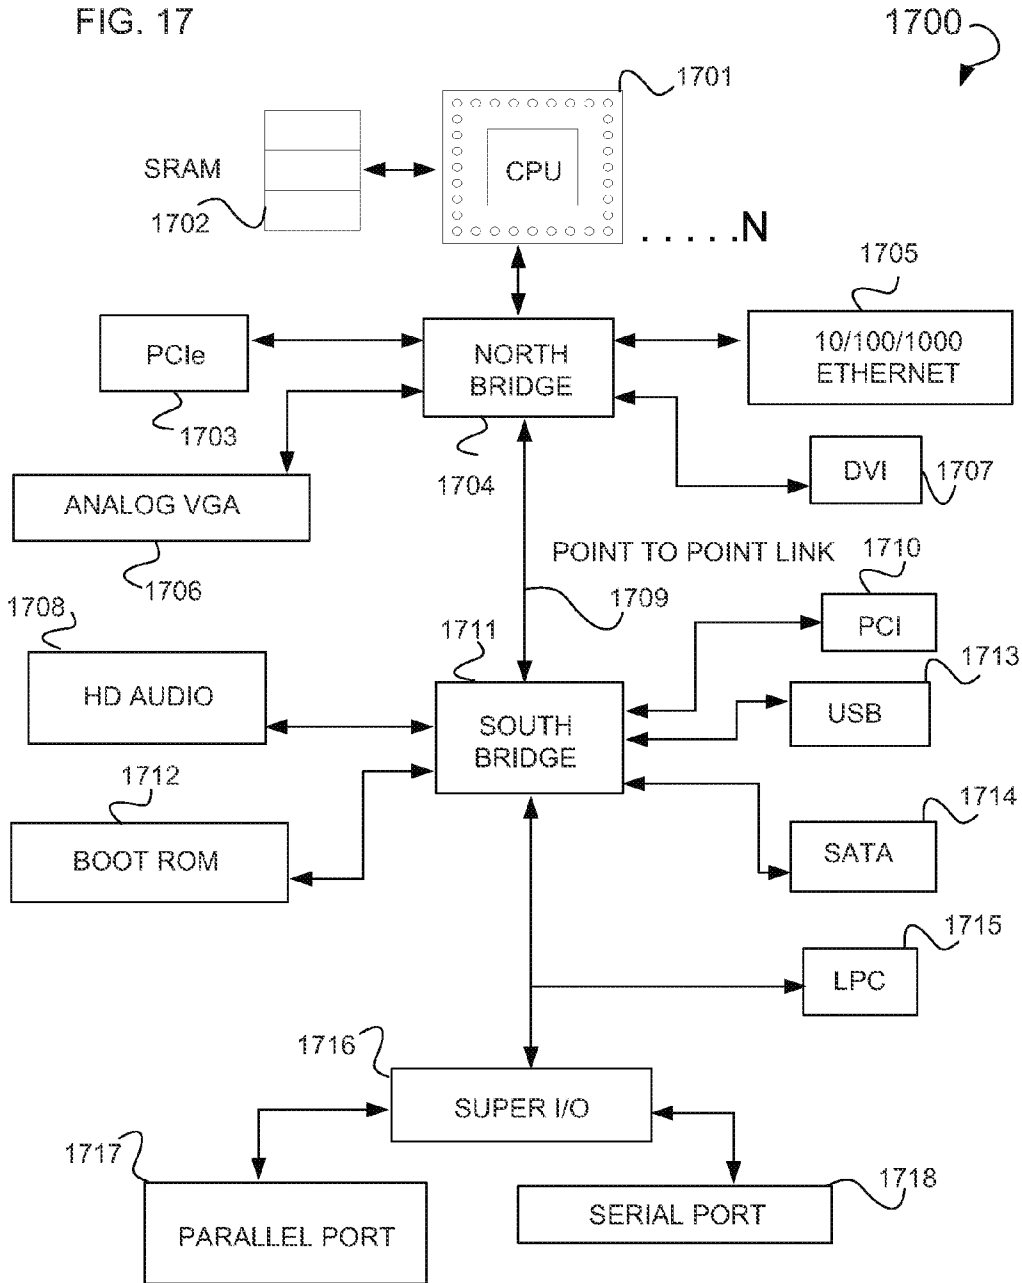 FIG. 17
1700
1701
SRAM
CPU
1702
. . . . .N
1705
PCIe
NORTH
BRIDGE
10/100/1000
ETHERNET
1703
1704
DVI
1707
ANALOG VGA
1706
POINT TO POINT LINK
1710
1709
1708
1711
PCI
1713
HD AUDIO
SOUTH
BRIDGE
USB
1712
1714
BOOT ROM
SATA
1715
LPC
1716
SUPER I/O
1717
1718
PARALLEL PORT
SERIAL PORT